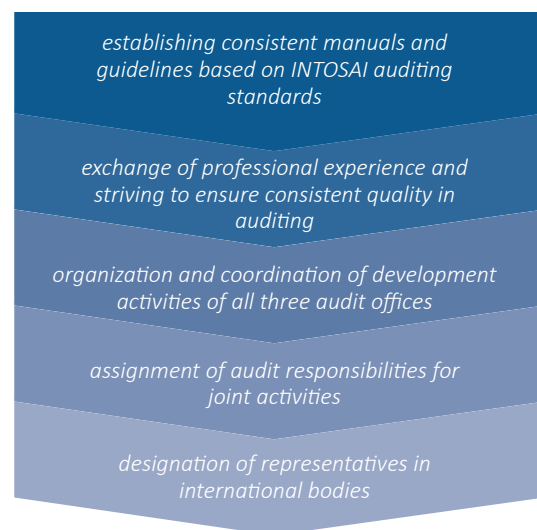 establishing consistent manuals and
guidelines based on INTOSAI auditing
standards
exchange of professional experience and
striving to ensure consistent quality in
auditing
organization and coordination of development
activities of all three audit offices
assignment of audit responsibilities for
joint activities
designation of representatives in
international bodies